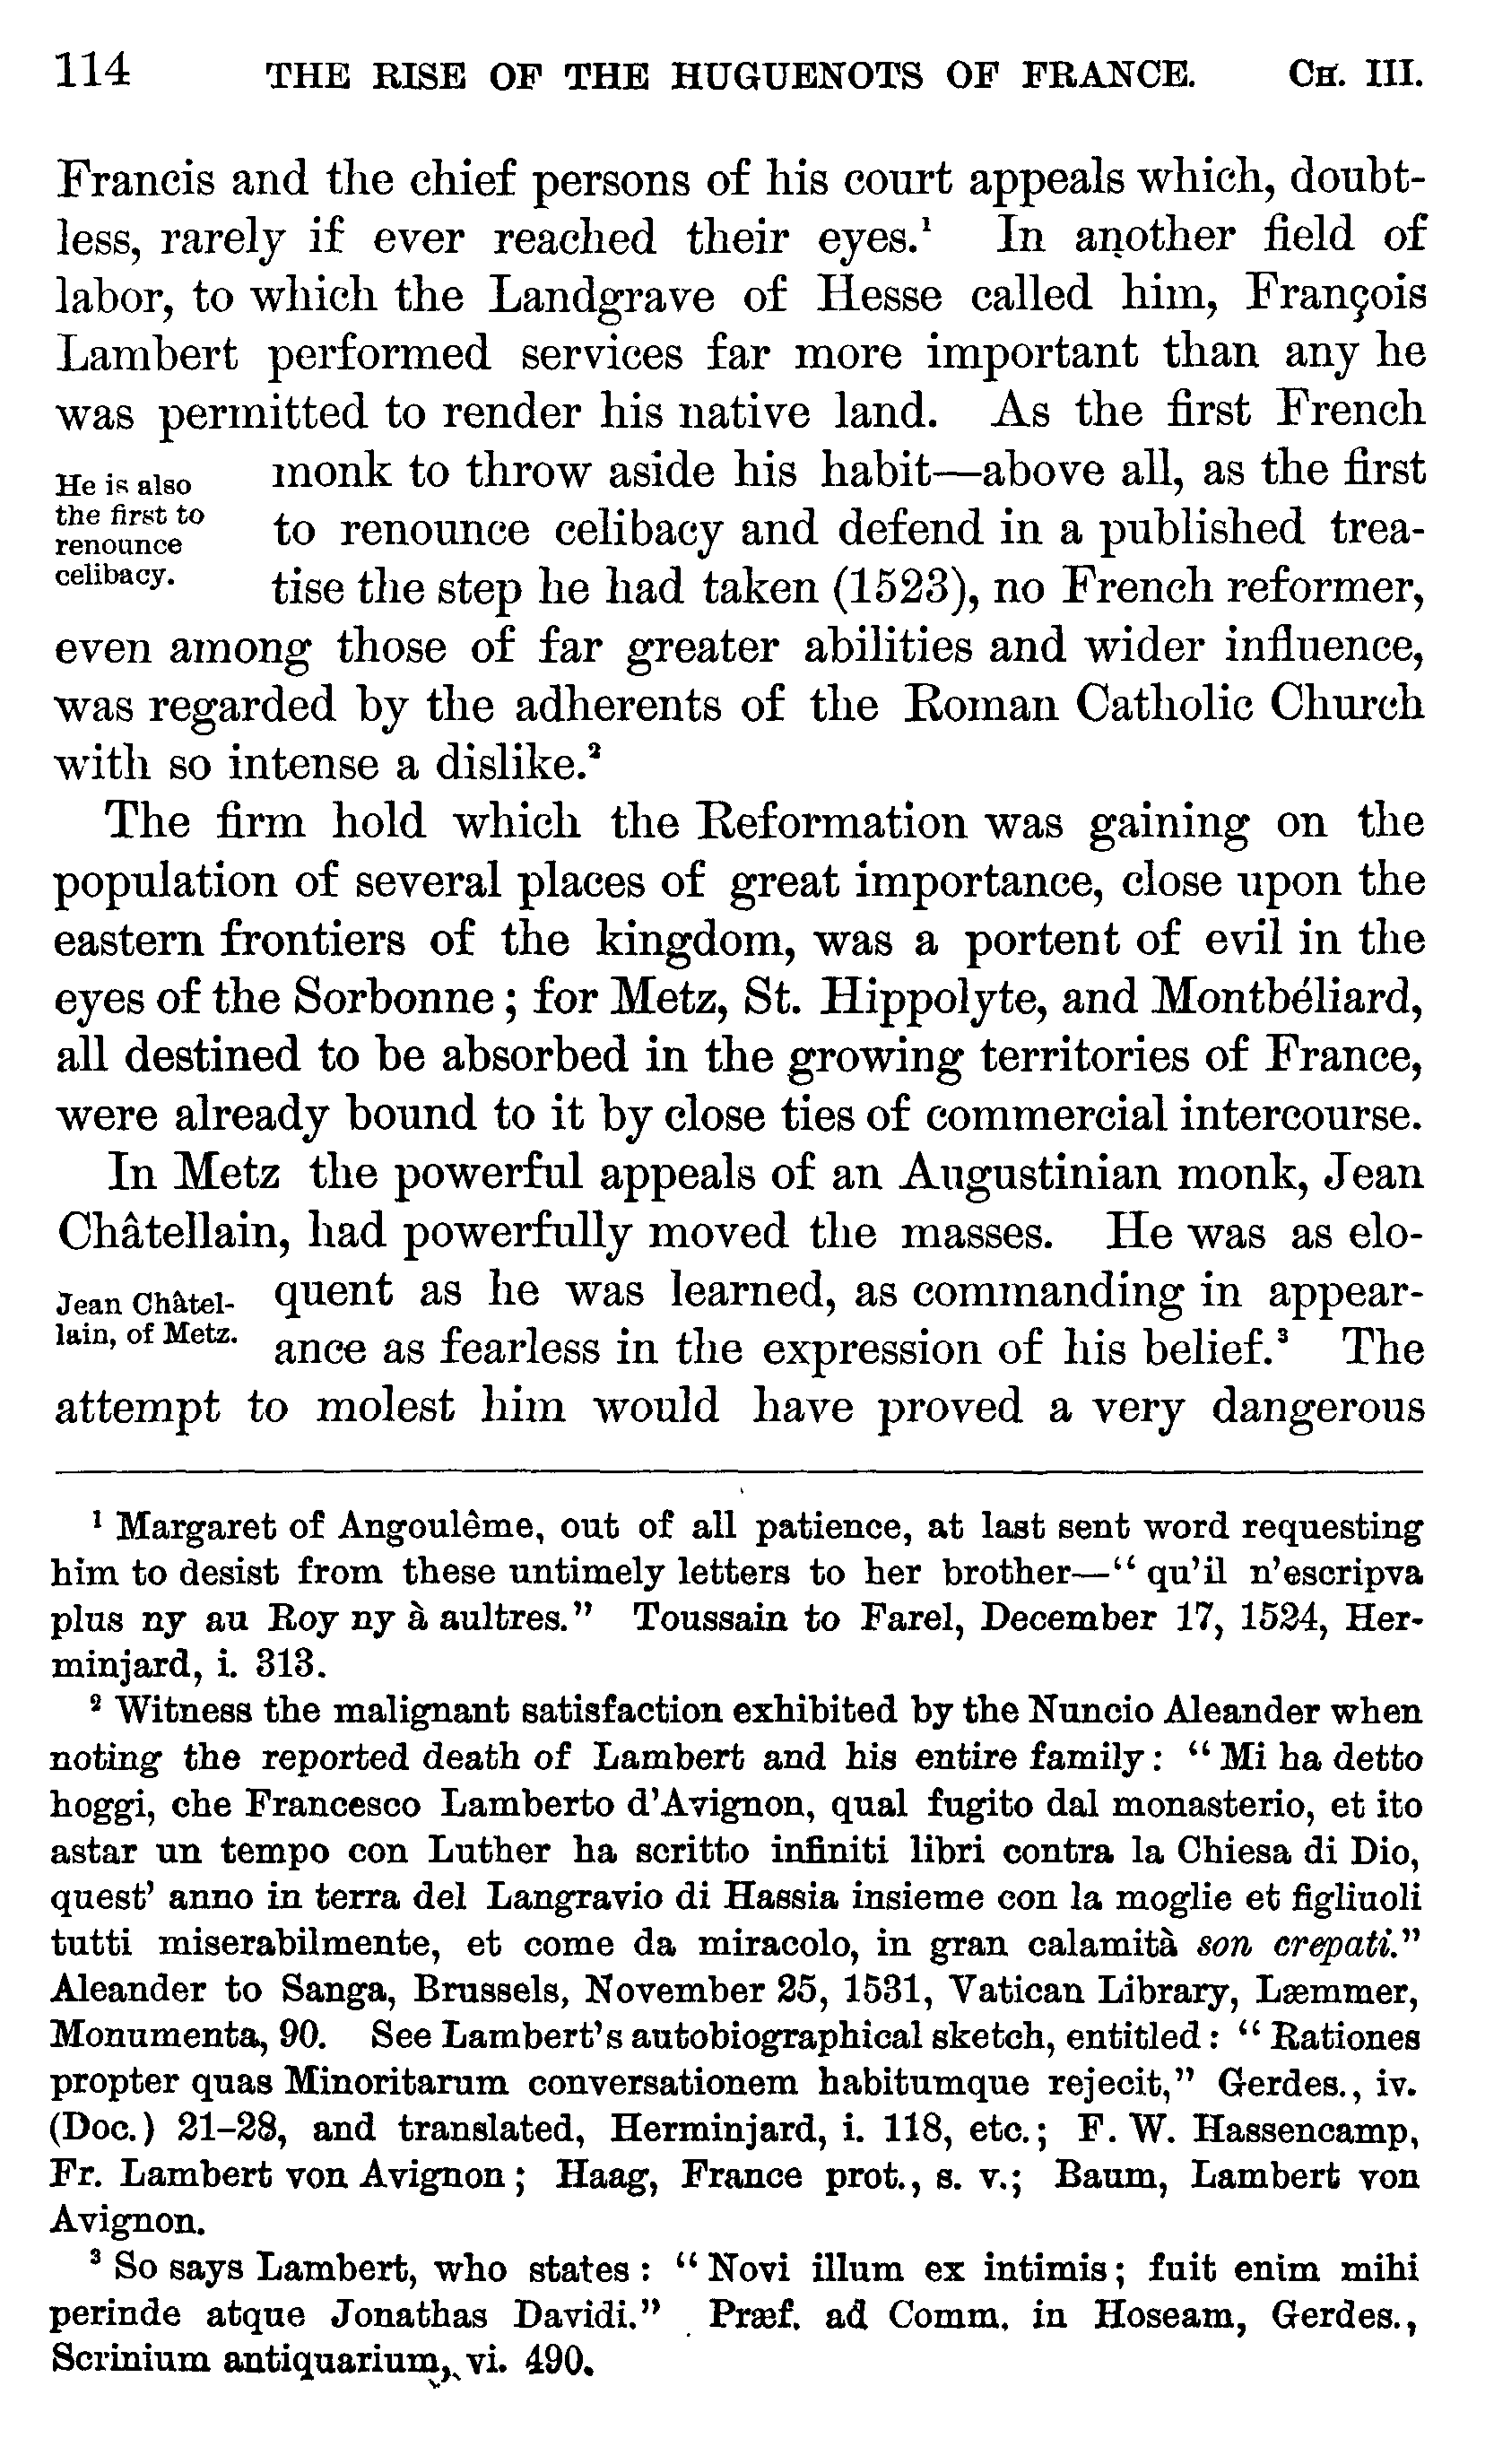 114 THE RISE OF THE HUGUENOTS OF FRANCE. CH. III.
Francis and the chief persons of his court appeals which, doubt-
less, rarely if ever reached their eyes.¹ In another field of
labor, to which the Landgrave of Hesse called him, François
Lambert performed services far more important than any he
was permitted to render his native land. As the first French
monk to throw aside his habit—above all, as the first
to renounce celibacy and defend in a published trea-
tise the step he had taken (1523), no French reformer,
He is also
the first to
renounce
celibacy.
even among those of far greater abilities and wider influence,
was regarded by the adherents of the Roman Catholic Church
with so intense a dislike.²
The firm hold which the Reformation was gaining on the
population of several places of great importance, close upon the
eastern frontiers of the kingdom, was a portent of evil in the
eyes of the Sorbonne; for Metz, St. Hippolyte, and Montbéliard,
all destined to be absorbed in the growing territories of France,
were already bound to it by close ties of commercial intercourse.
In Metz the powerful appeals of an Augustinian monk, Jean
Châtellain, had powerfully moved the masses. He was as elo-
quent as he was learned, as commanding in appear-
ance as fearless in the expression of his belief.³ The
Jean Châtel-
lain, of Metz.
attempt to molest him would have proved a very dangerous
¹ Margaret of Angoulême, out of all patience, at last sent word requesting
him to desist from these untimely letters to her brother—“qu'il n'escripva
plus ny au Roy ny à aultres.” Toussain to Farel, December 17, 1524, Her-
minjard, i. 313.
² Witness the malignant satisfaction exhibited by the Nuncio Aleander when
noting the reported death of Lambert and his entire family: “Mi ha detto
hoggi, che Francesco Lamberto d'Avignon, qual fugito dal monasterio, et ito
astar un tempo con Luther ha scritto infiniti libri contra la Chiesa di Dio,
quest' anno in terra del Langravio di Hassia insieme con la moglie et figliuoli
tutti miserabilmente, et come da miracolo, in gran calamità son crepati.”
Aleander to Sanga, Brussels, November 25, 1531, Vatican Library, Læmmer,
Monumenta, 90. See Lambert's autobiographical sketch, entitled: “Rationes
propter quas Minoritarum conversationem habitumque rejecit,” Gerdes., iv.
(Doc.) 21–28, and translated, Herminjard, i. 118, etc.; F. W. Hassencamp,
Fr. Lambert von Avignon; Haag, France prot., s. v.; Baum, Lambert von
Avignon.
³ So says Lambert, who states: “Novi illum ex intimis; fuit enim mihi
perinde atque Jonathas Davidi.” Præf. ad Comm. in Hoseam, Gerdes.,
Scrinium antiquarium, vi. 490.